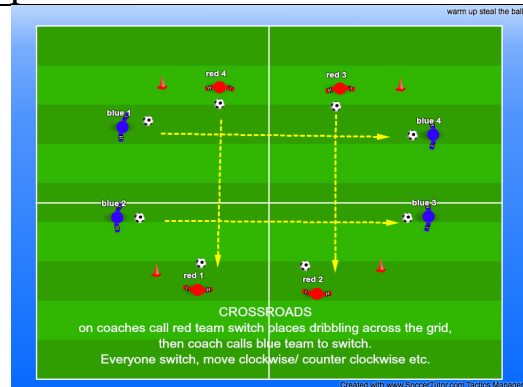 warm up steal the ball
red 4
red 3
blue 1
blue 4
blue 2
blue 3
red 1
red 2
CROSSROADS
on coaches call red team switch places dribbling across the grid,
then coach calls blue team to switch.
Everyone switch, move clockwise/ counter clockwise etc.
Created with www.SoccerTutor.com Tactics Manager